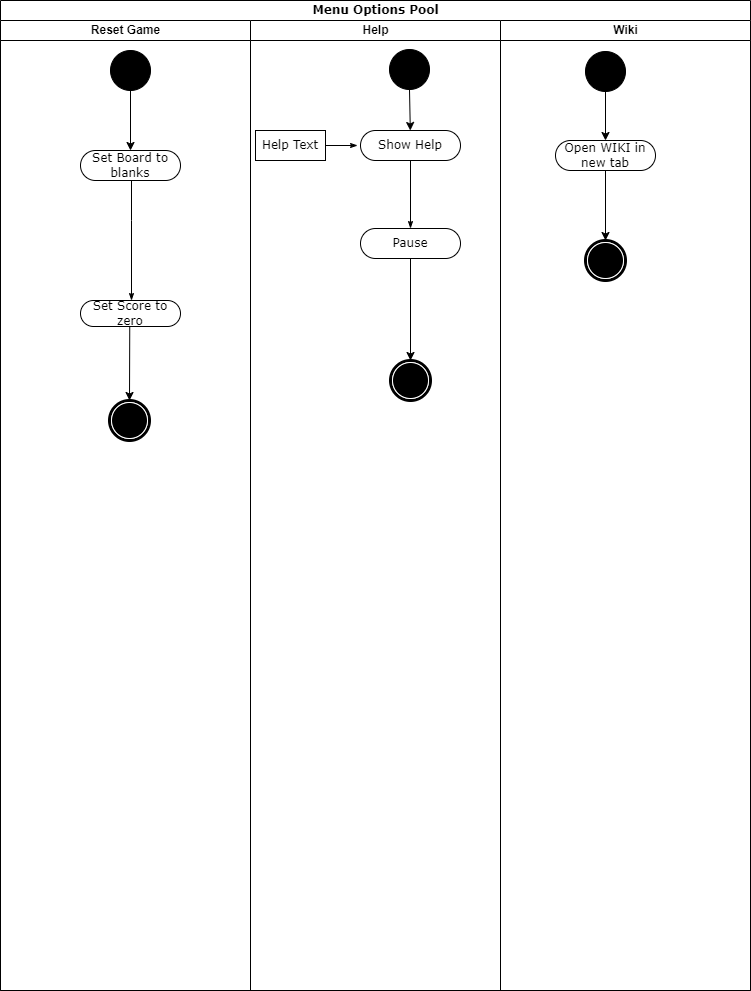 Menu Options Pool
Reset Game
Help
Wiki
Set Board to
blanks
Set Score to
zero
Help Text
Show Help
Pause
Open WIKI in
new tab